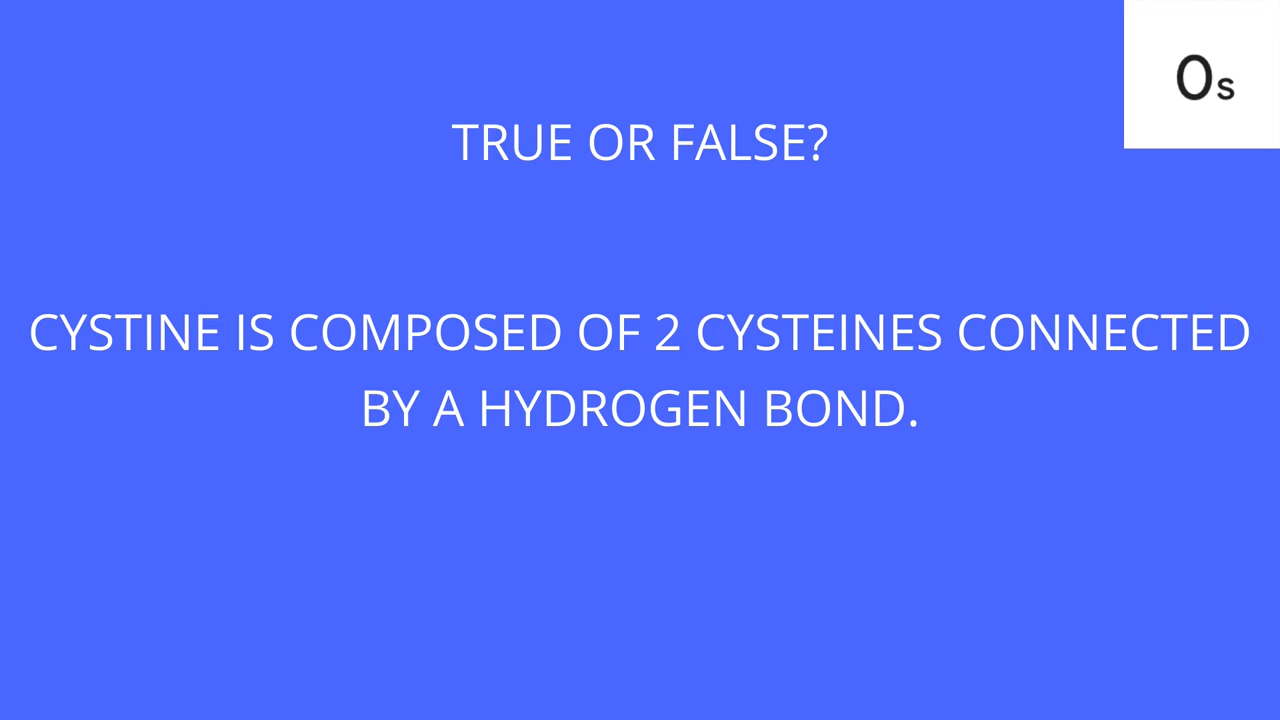 0s
TRUE OR FALSE?
CYSTINE IS COMPOSED OF 2 CYSTEINES CONNECTED
BY A HYDROGEN BOND.